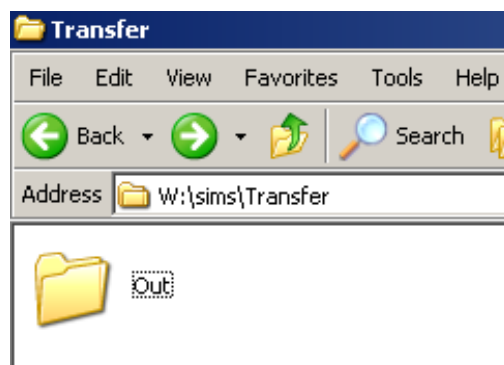 Transfer
File Edit View Favorites Tools Help
Back Search
Address W:\sims\Transfer
Out